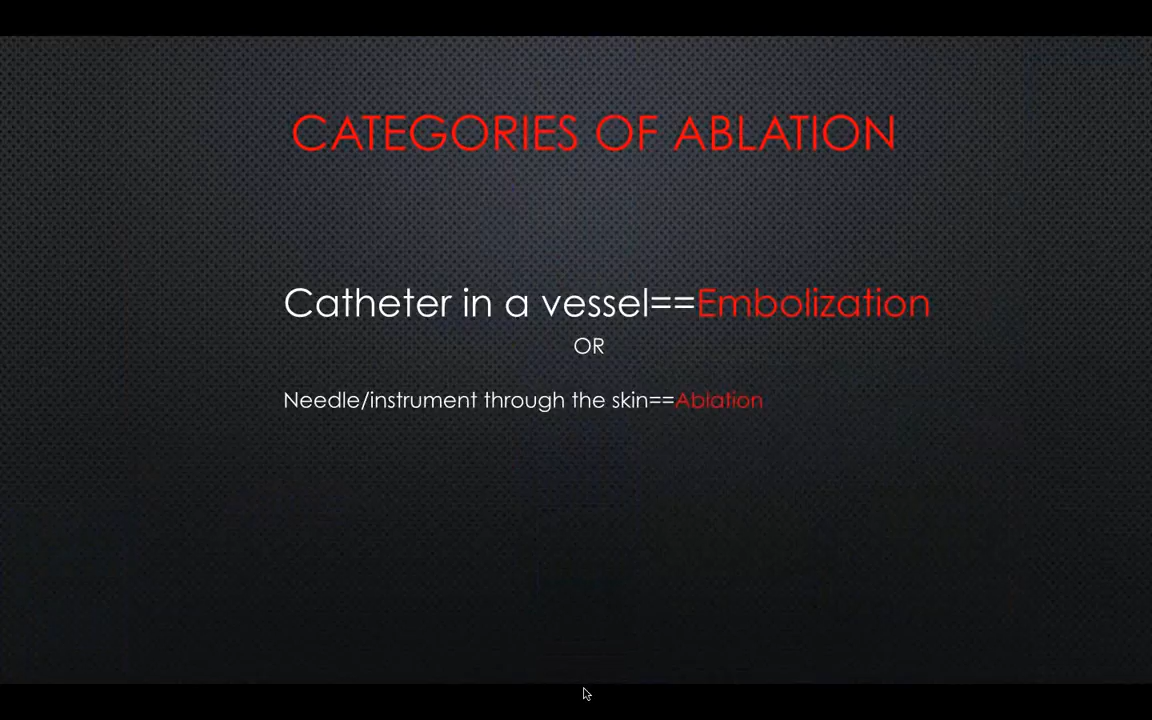 CATEGORIES OF ABLATION
Catheter in a vessel==Embolization
OR
Needle/instrument through the skin==Ablation